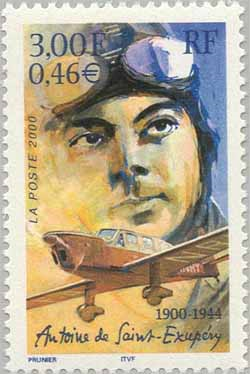 3,00F RF
0,46€
LA POSTE 2000
1900-1944
Antoine de Saint-Exupéry
PRUNIER ITVF